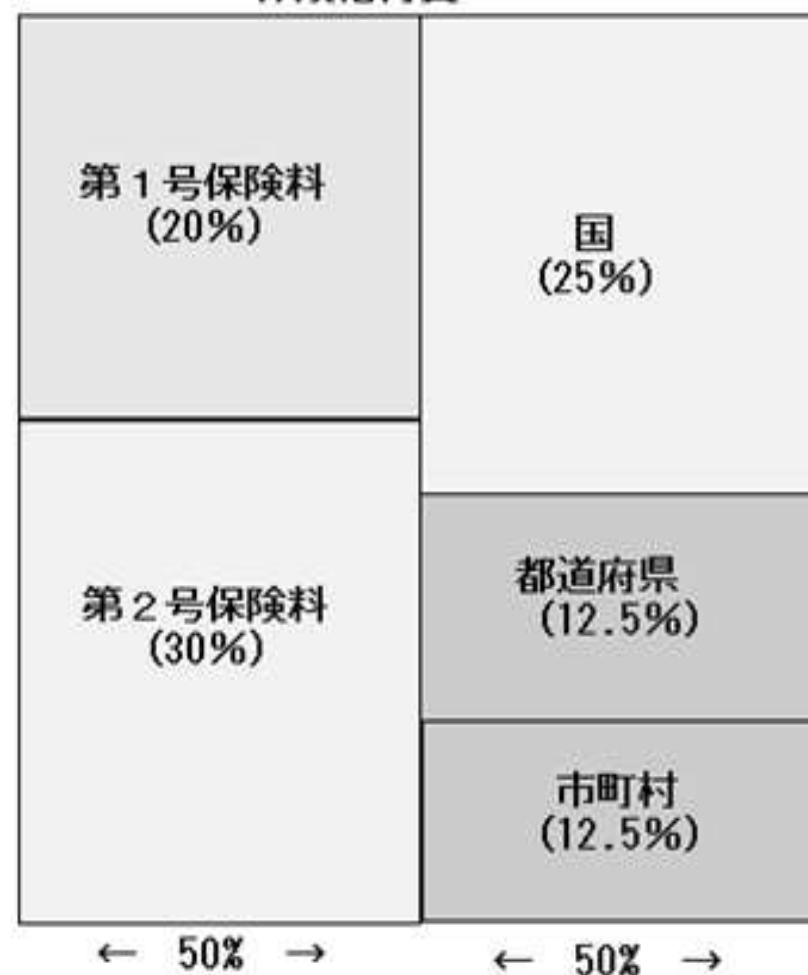 第１号保険料
(20%)
第２号保険料
(30%)
国
(25%)
都道府県
(12.5%)
市町村
(12.5%)
← 50% →
← 50% →